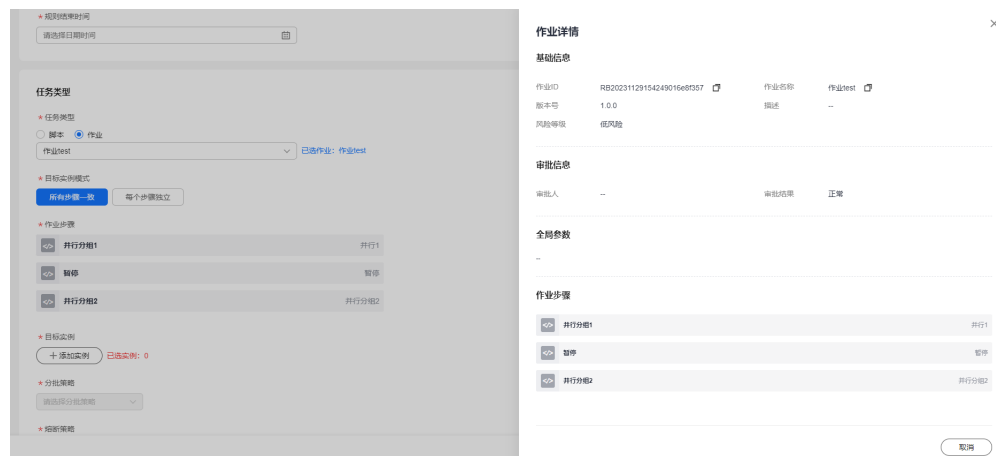 * 规则结束时间
请选择日期时间
任务类型
* 任务类型
脚本 作业
作业test 已选作业：作业test
* 目标实例模式
所有步骤一致 每个步骤独立
* 作业步骤
</> 并行分组1 并行1
</> 暂停 暂停
</> 并行分组2 并行分组2
* 目标实例
+ 添加实例 已选实例：0
* 分批策略
请选择分批策略
* 熔断策略
作业详情
基础信息
作业ID RB20231129154249016e8f357 作业名称 作业test
版本号 1.0.0 描述 --
风险等级 低风险
审批信息
审批人 -- 审批结果 正常
全局参数
--
作业步骤
</> 并行分组1 并行1
</> 暂停 暂停
</> 并行分组2 并行分组2
取消